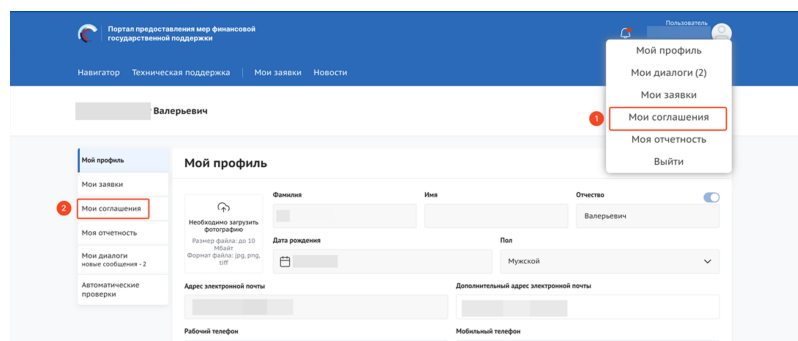 Портал предоставления мер финансовой
государственной поддержки
Пользователь
Навигатор Техническая поддержка Мои заявки Новости
Мой профиль
Мои диалоги (2)
Мои заявки
1 Мои соглашения
Моя отчетность
Выйти
Валерьевич
Мой профиль
Мои заявки
2 Мои соглашения
Моя отчетность
Мои диалоги
новые сообщения - 2
Автоматические
проверки
Мой профиль
Необходимо загрузить
фотографию
Размер файла: до 10
Мбайт
Формат файла: jpg, png,
tiff
Фамилия Имя Отчество
Валерьевич
Дата рождения Пол
Мужской
Адрес электронной почты Дополнительный адрес электронной почты
Рабочий телефон Мобильный телефон